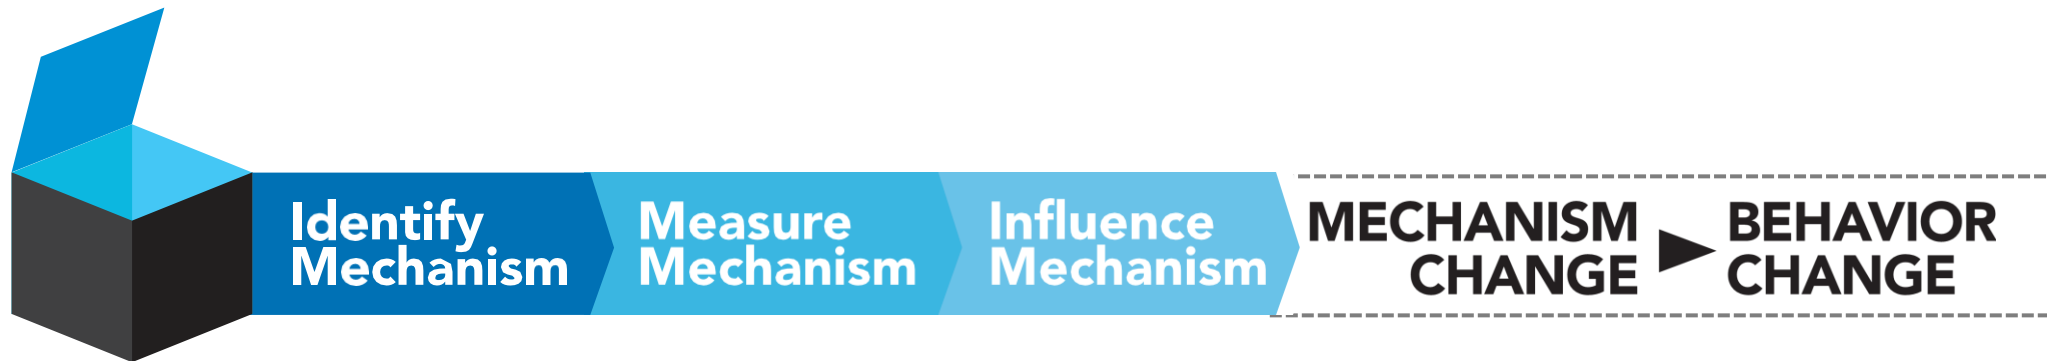 Identify
Mechanism
Measure
Mechanism
Influence
Mechanism
MECHANISM
CHANGE
BEHAVIOR
CHANGE